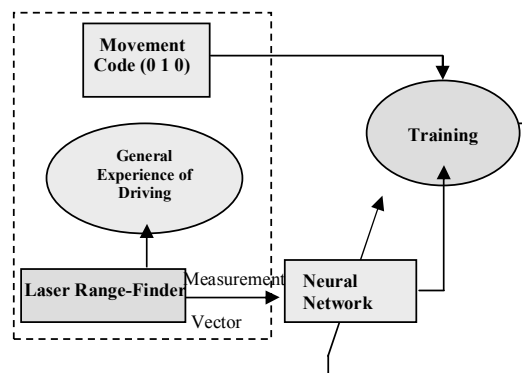 Movement
Code (0 1 0)
Training
General
Experience of
Driving
Laser Range-Finder
Measurement
Vector
Neural
Network